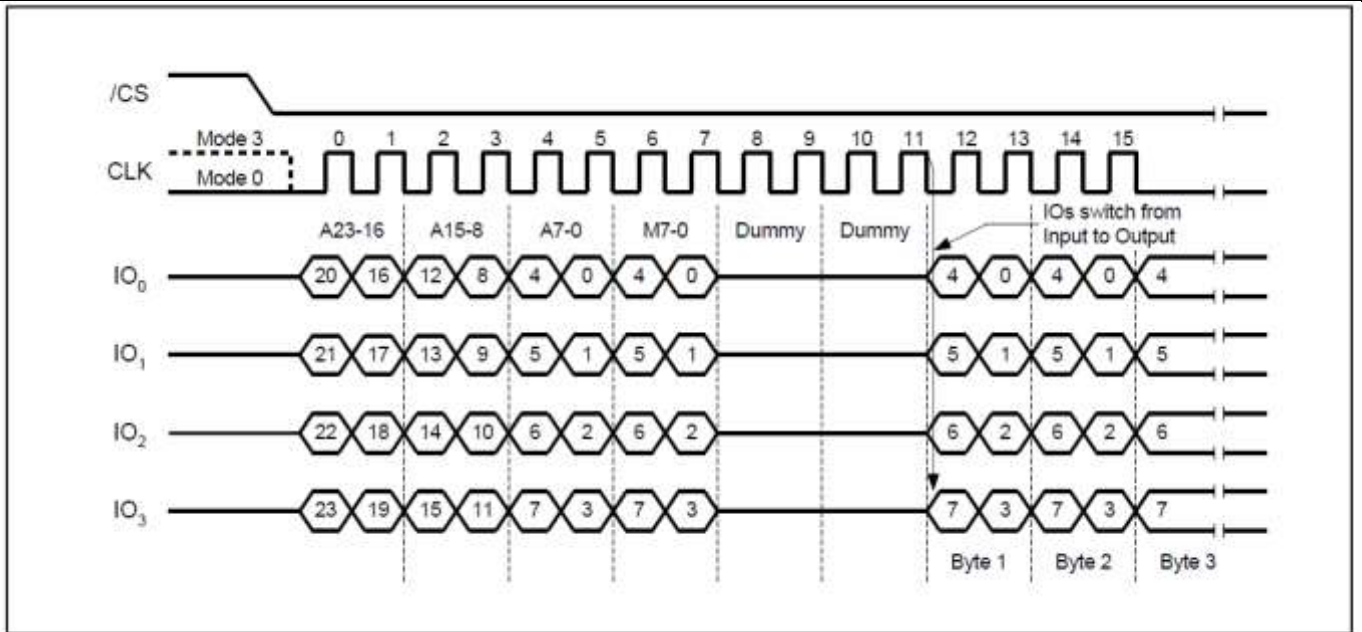 /CS
Mode 3 0 1 2 3 4 5 6 7 8 9 10 11 12 13 14 15
CLK
Mode 0
IOs switch from
Input to Output
A23-16 A15-8 A7-0 M7-0 Dummy Dummy
IO0 20 16 12 8 4 0 4 0 4 0 4 0 4
IO1 21 17 13 9 5 1 5 1 5 1 5 1 5
IO2 22 18 14 10 6 2 6 2 6 2 6 2 6
IO3 23 19 15 11 7 3 7 3 7 3 7 3 7
Byte 1 Byte 2 Byte 3